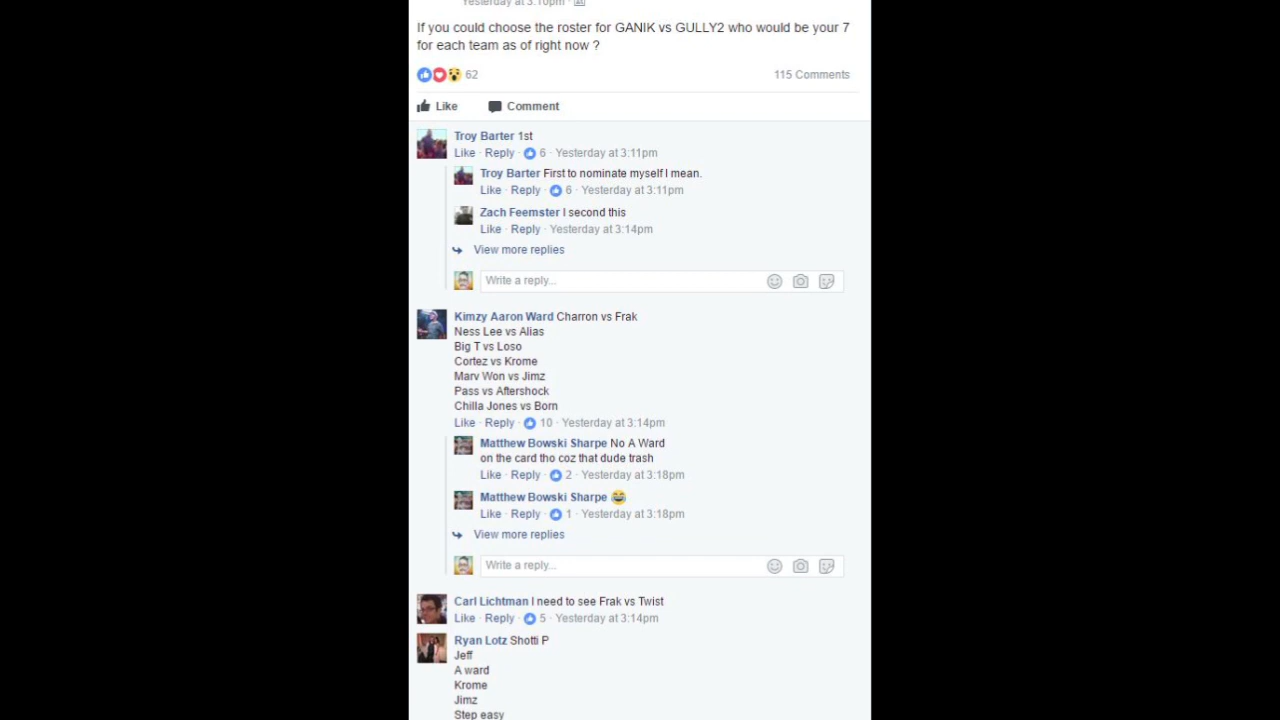 Yesterday at 3:10pm ·
If you could choose the roster for GANIK vs GULLY2 who would be your 7
for each team as of right now ?
62 115 Comments
Like Comment
Troy Barter 1st
Like · Reply · 6 · Yesterday at 3:11pm
Troy Barter First to nominate myself I mean.
Like · Reply · 6 · Yesterday at 3:11pm
Zach Feemster I second this
Like · Reply · Yesterday at 3:14pm
View more replies
Write a reply...
Kimzy Aaron Ward Charron vs Frak
Ness Lee vs Alias
Big T vs Loso
Cortez vs Krome
Marv Won vs Jimz
Pass vs Aftershock
Chilla Jones vs Born
Like · Reply · 10 · Yesterday at 3:14pm
Matthew Bowski Sharpe No A Ward
on the card tho coz that dude trash
Like · Reply · 2 · Yesterday at 3:18pm
Matthew Bowski Sharpe 😂
Like · Reply · 1 · Yesterday at 3:18pm
View more replies
Write a reply...
Carl Lichtman I need to see Frak vs Twist
Like · Reply · 5 · Yesterday at 3:14pm
Ryan Lotz Shotti P
Jeff
A ward
Krome
Jimz
Step easy